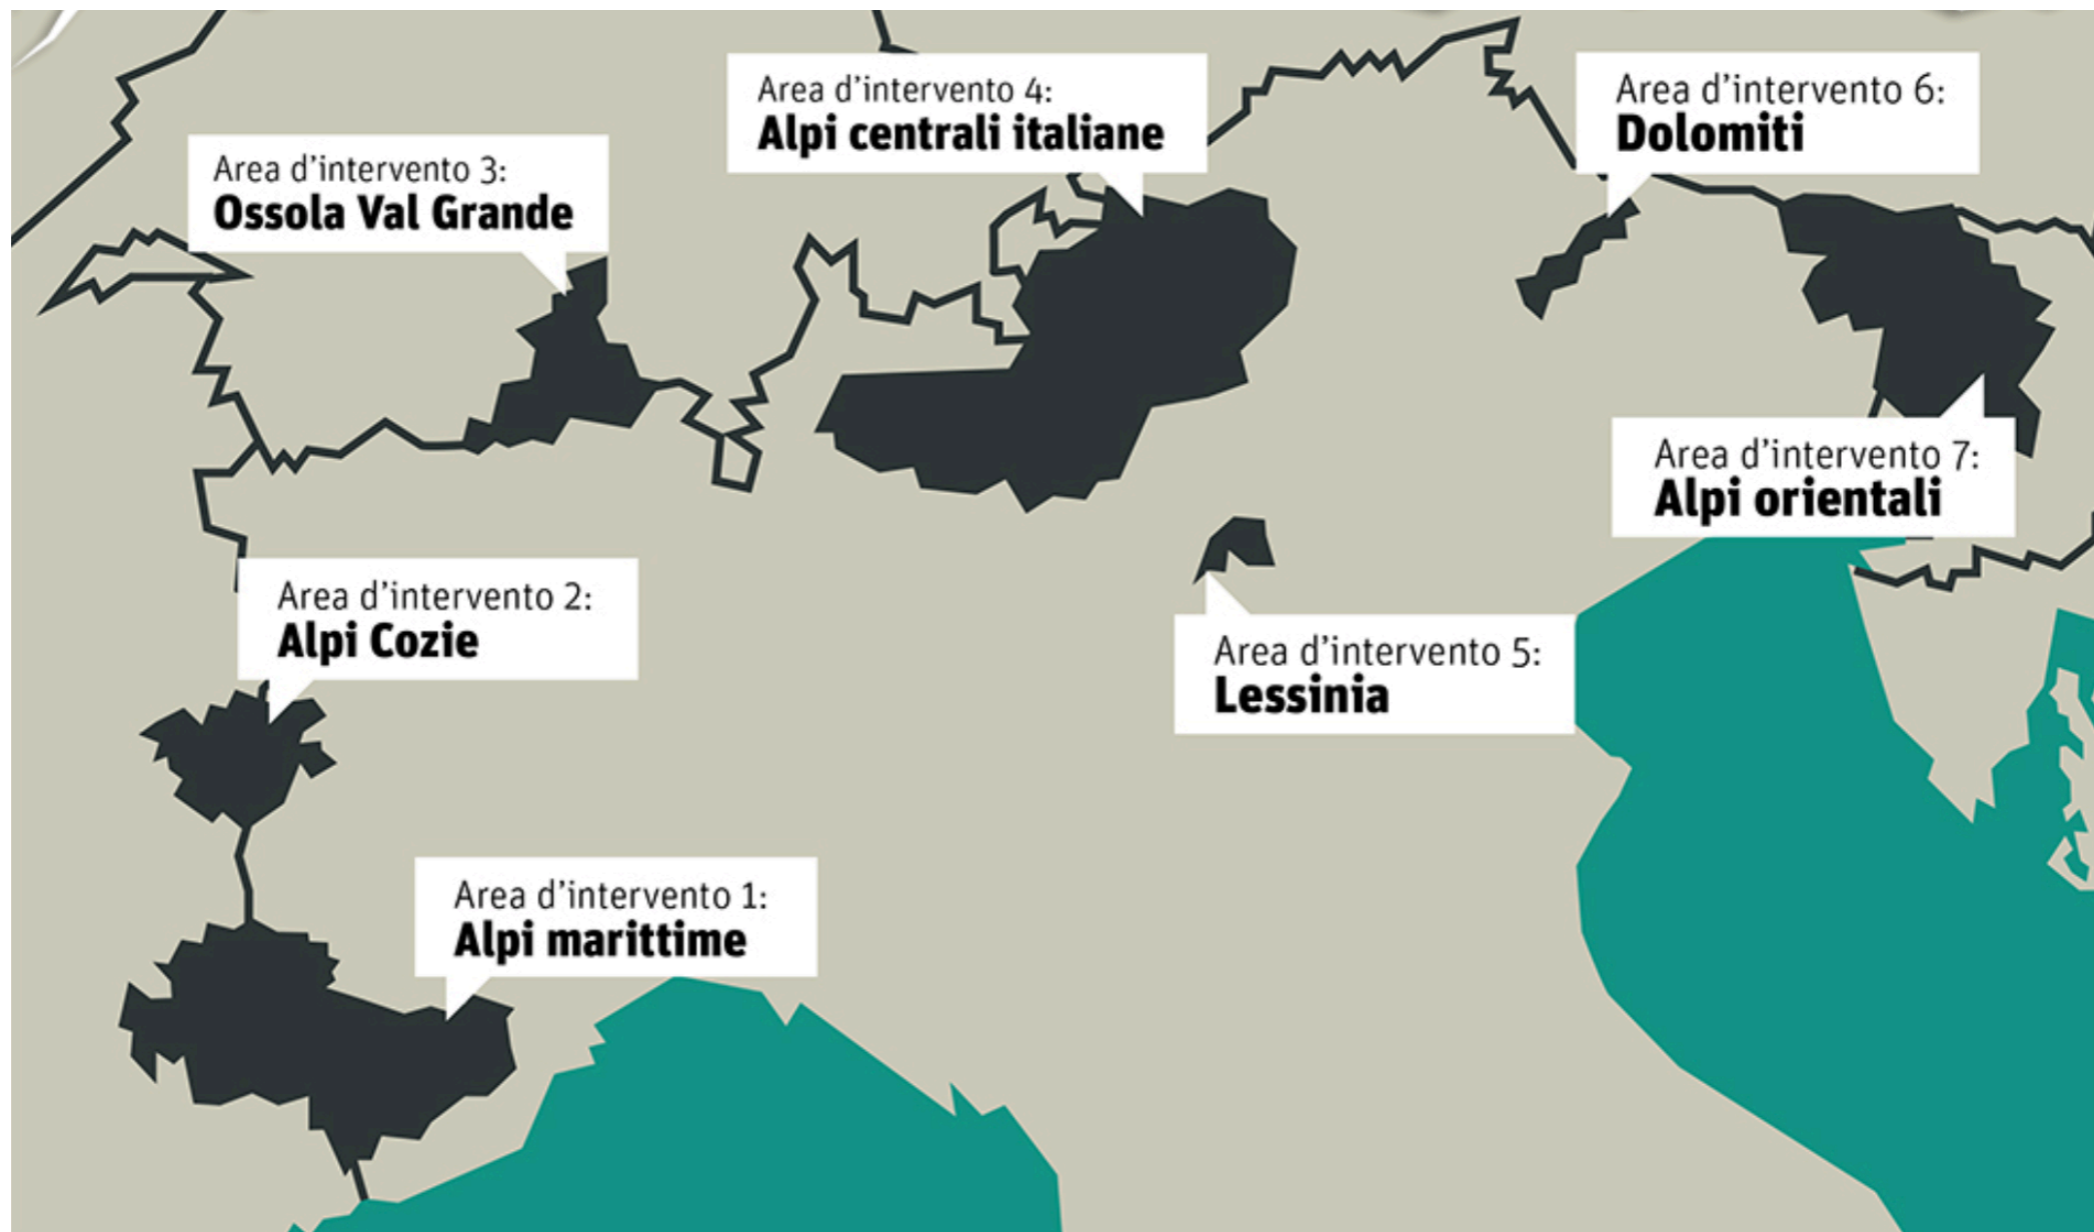 Area d'intervento 4:
Alpi centrali italiane
Area d'intervento 6:
Dolomiti
Area d'intervento 3:
Ossola Val Grande
Area d'intervento 7:
Alpi orientali
Area d'intervento 2:
Alpi Cozie
Area d'intervento 5:
Lessinia
Area d'intervento 1:
Alpi marittime